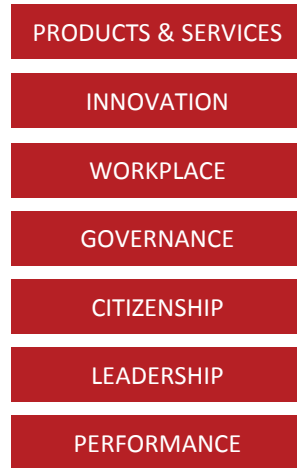 PRODUCTS & SERVICES
INNOVATION
WORKPLACE
GOVERNANCE
CITIZENSHIP
LEADERSHIP
PERFORMANCE